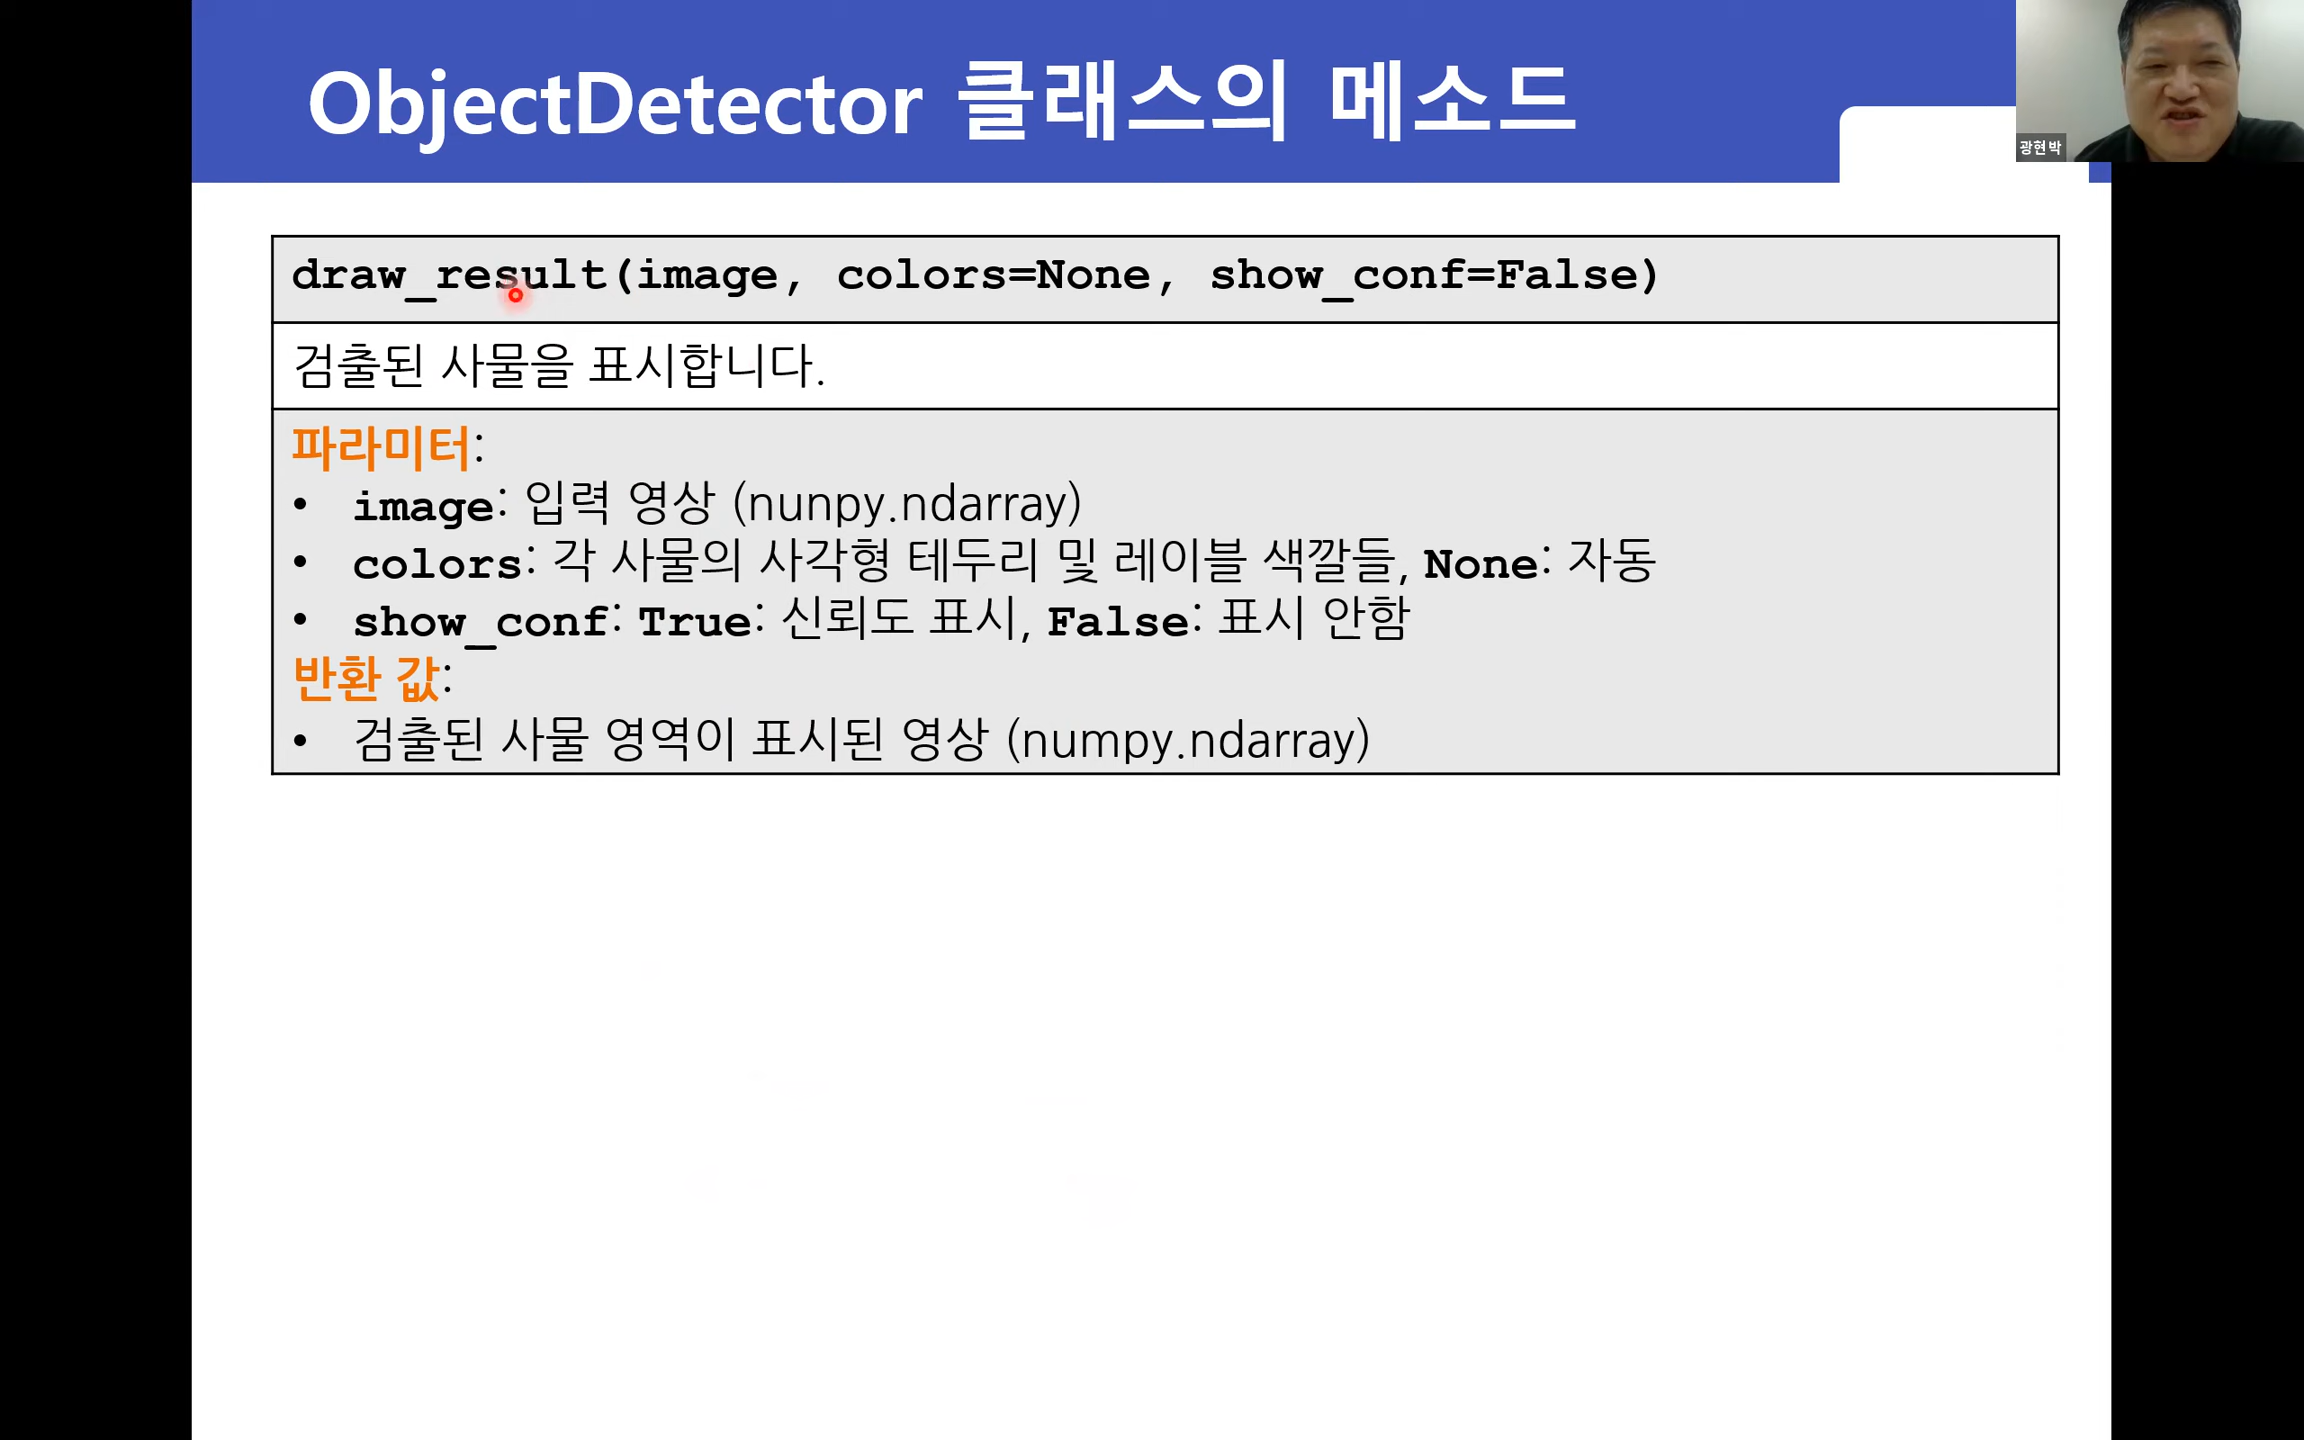 ObjectDetector 클래스의 메소드
광현박
draw_result(image, colors=None, show_conf=False)
검출된 사물을 표시합니다.
파라미터:
• image: 입력 영상 (nunpy.ndarray)
• colors: 각 사물의 사각형 테두리 및 레이블 색깔들, None: 자동
• show_conf: True: 신뢰도 표시, False: 표시 안함
반환 값:
• 검출된 사물 영역이 표시된 영상 (numpy.ndarray)